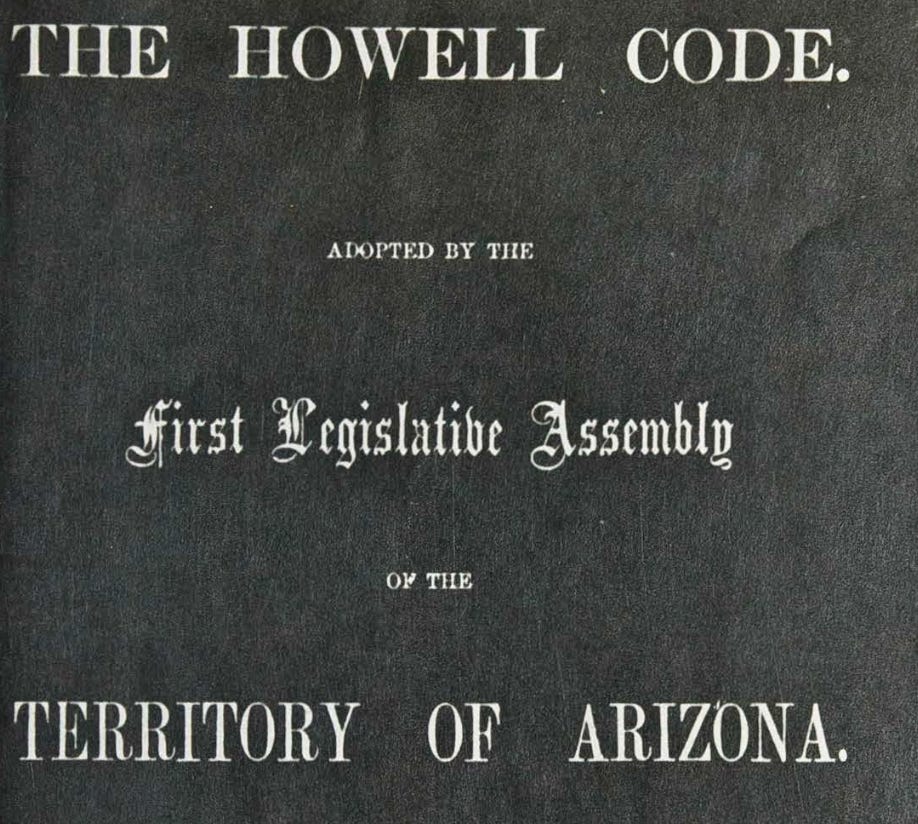 THE HOWELL CODE.
ADOPTED BY THE
First Legislative Assembly
OF THE
TERRITORY OF ARIZONA.